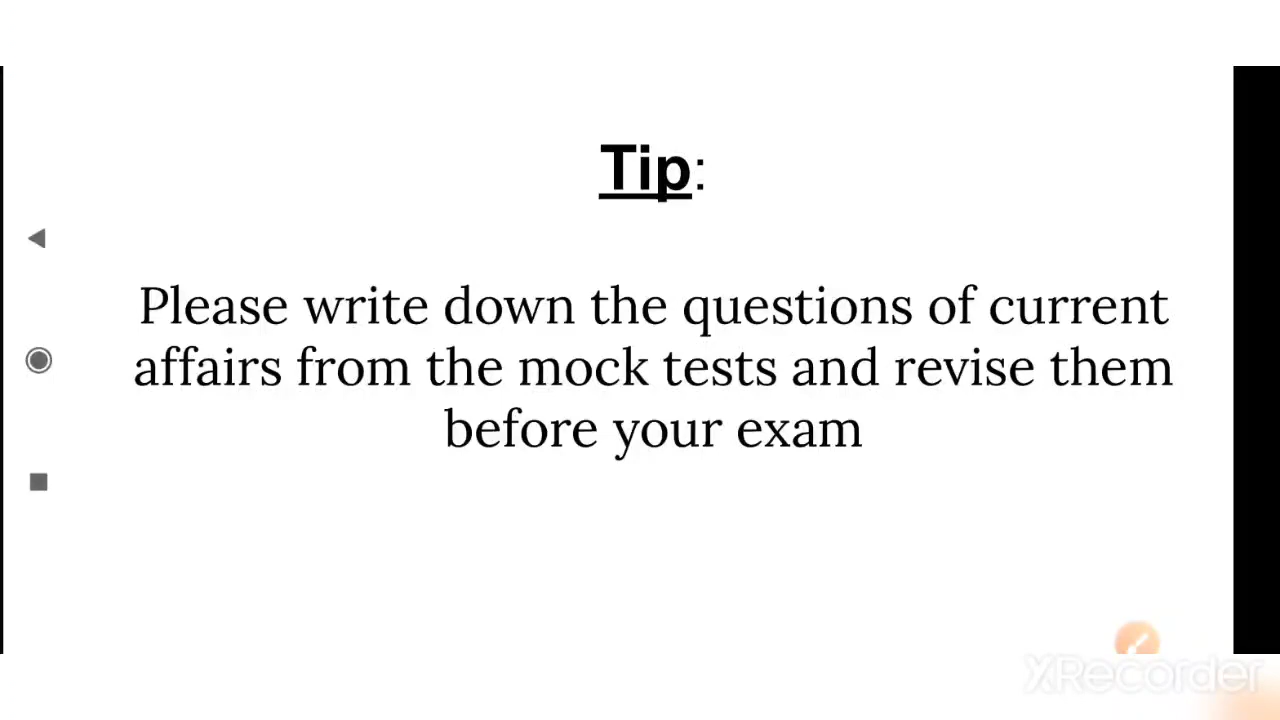 Tip:
Please write down the questions of current
affairs from the mock tests and revise them
before your exam
XRecorder